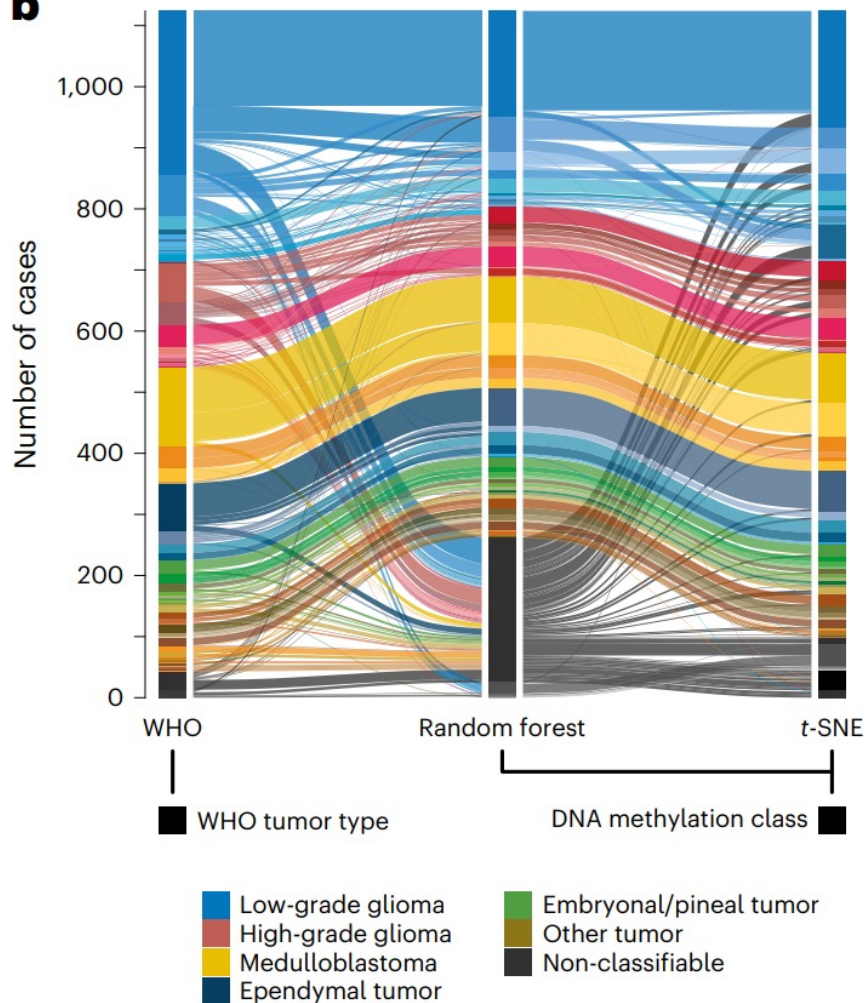 b
Number of cases
1,000
800
600
400
200
0
WHO
Random forest
t-SNE
WHO tumor type
DNA methylation class
Low-grade glioma
High-grade glioma
Medulloblastoma
Ependymal tumor
Embryonal/pineal tumor
Other tumor
Non-classifiable